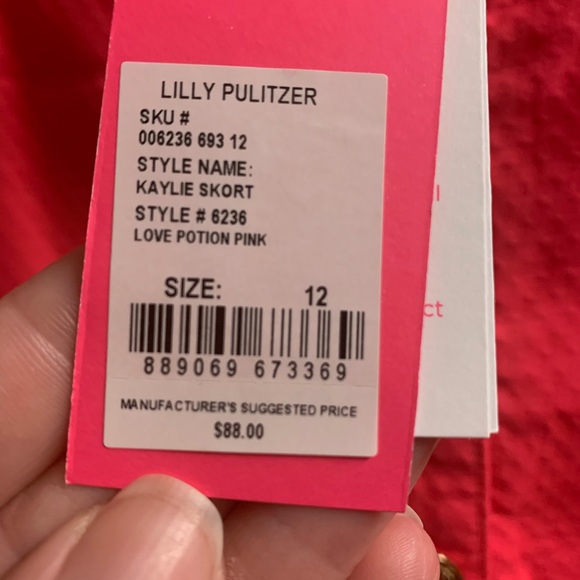 LILLY PULITZER
SKU #
006236 693 12
STYLE NAME:
KAYLIE SKORT
STYLE # 6236
LOVE POTION PINK
SIZE: 12
889069 673369
MANUFACTURER'S SUGGESTED PRICE
$88.00